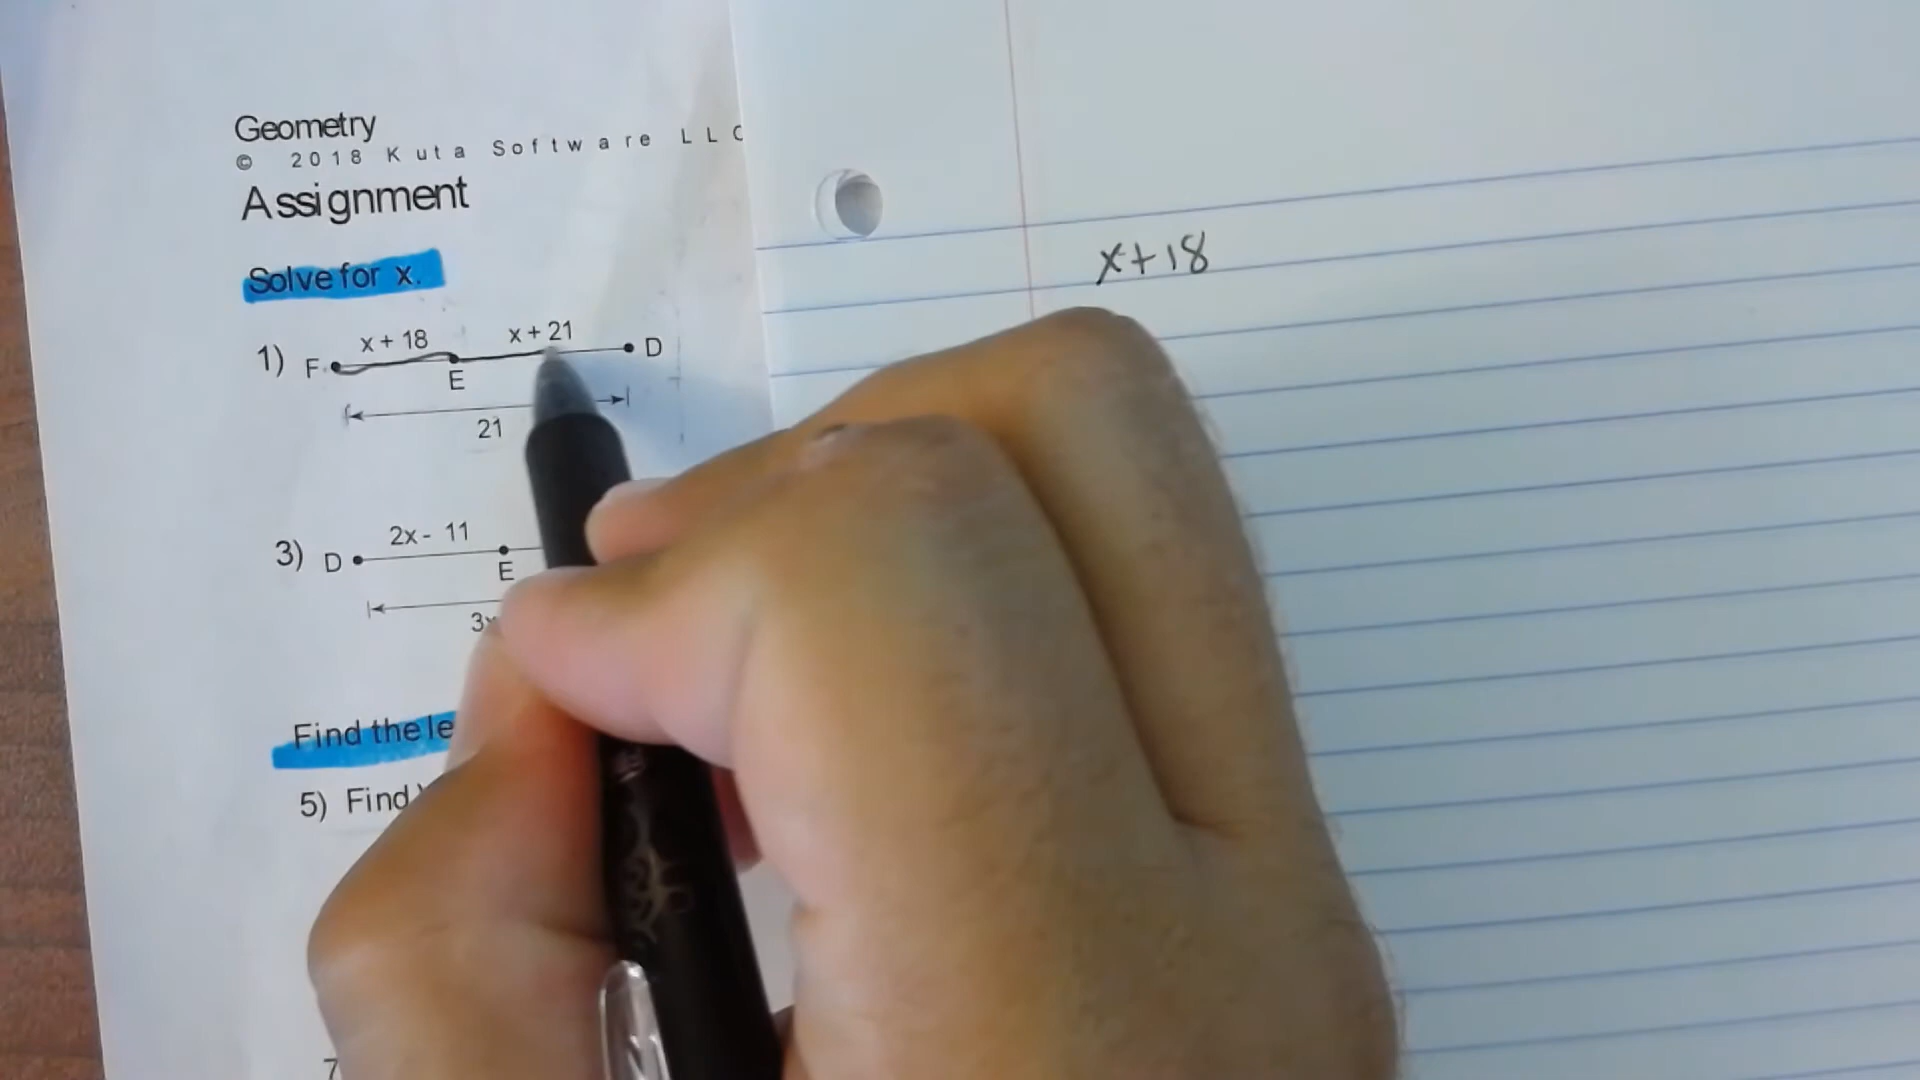 Geometry
© 2018 Kuta Software LLC
Assignment
Solve for x.
x+18
1) F x + 18 E x + 21 D
21
3) D 2x - 11 E
Find the
5) Find